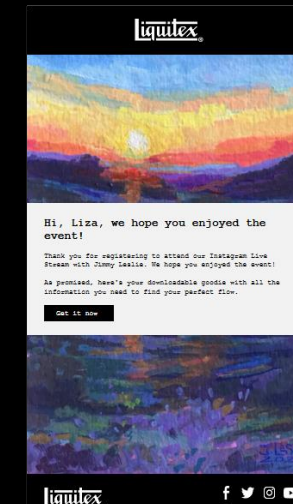 Liquitex®
Hi, Liza, we hope you enjoyed the
event!
Thank you for registering to attend our Instagram Live
Stream with Jimmy Leslie. We hope you enjoyed the event!
As promised, here's your downloadable goodie with all the
information you need to find your perfect flow.
Get it now
Liquitex